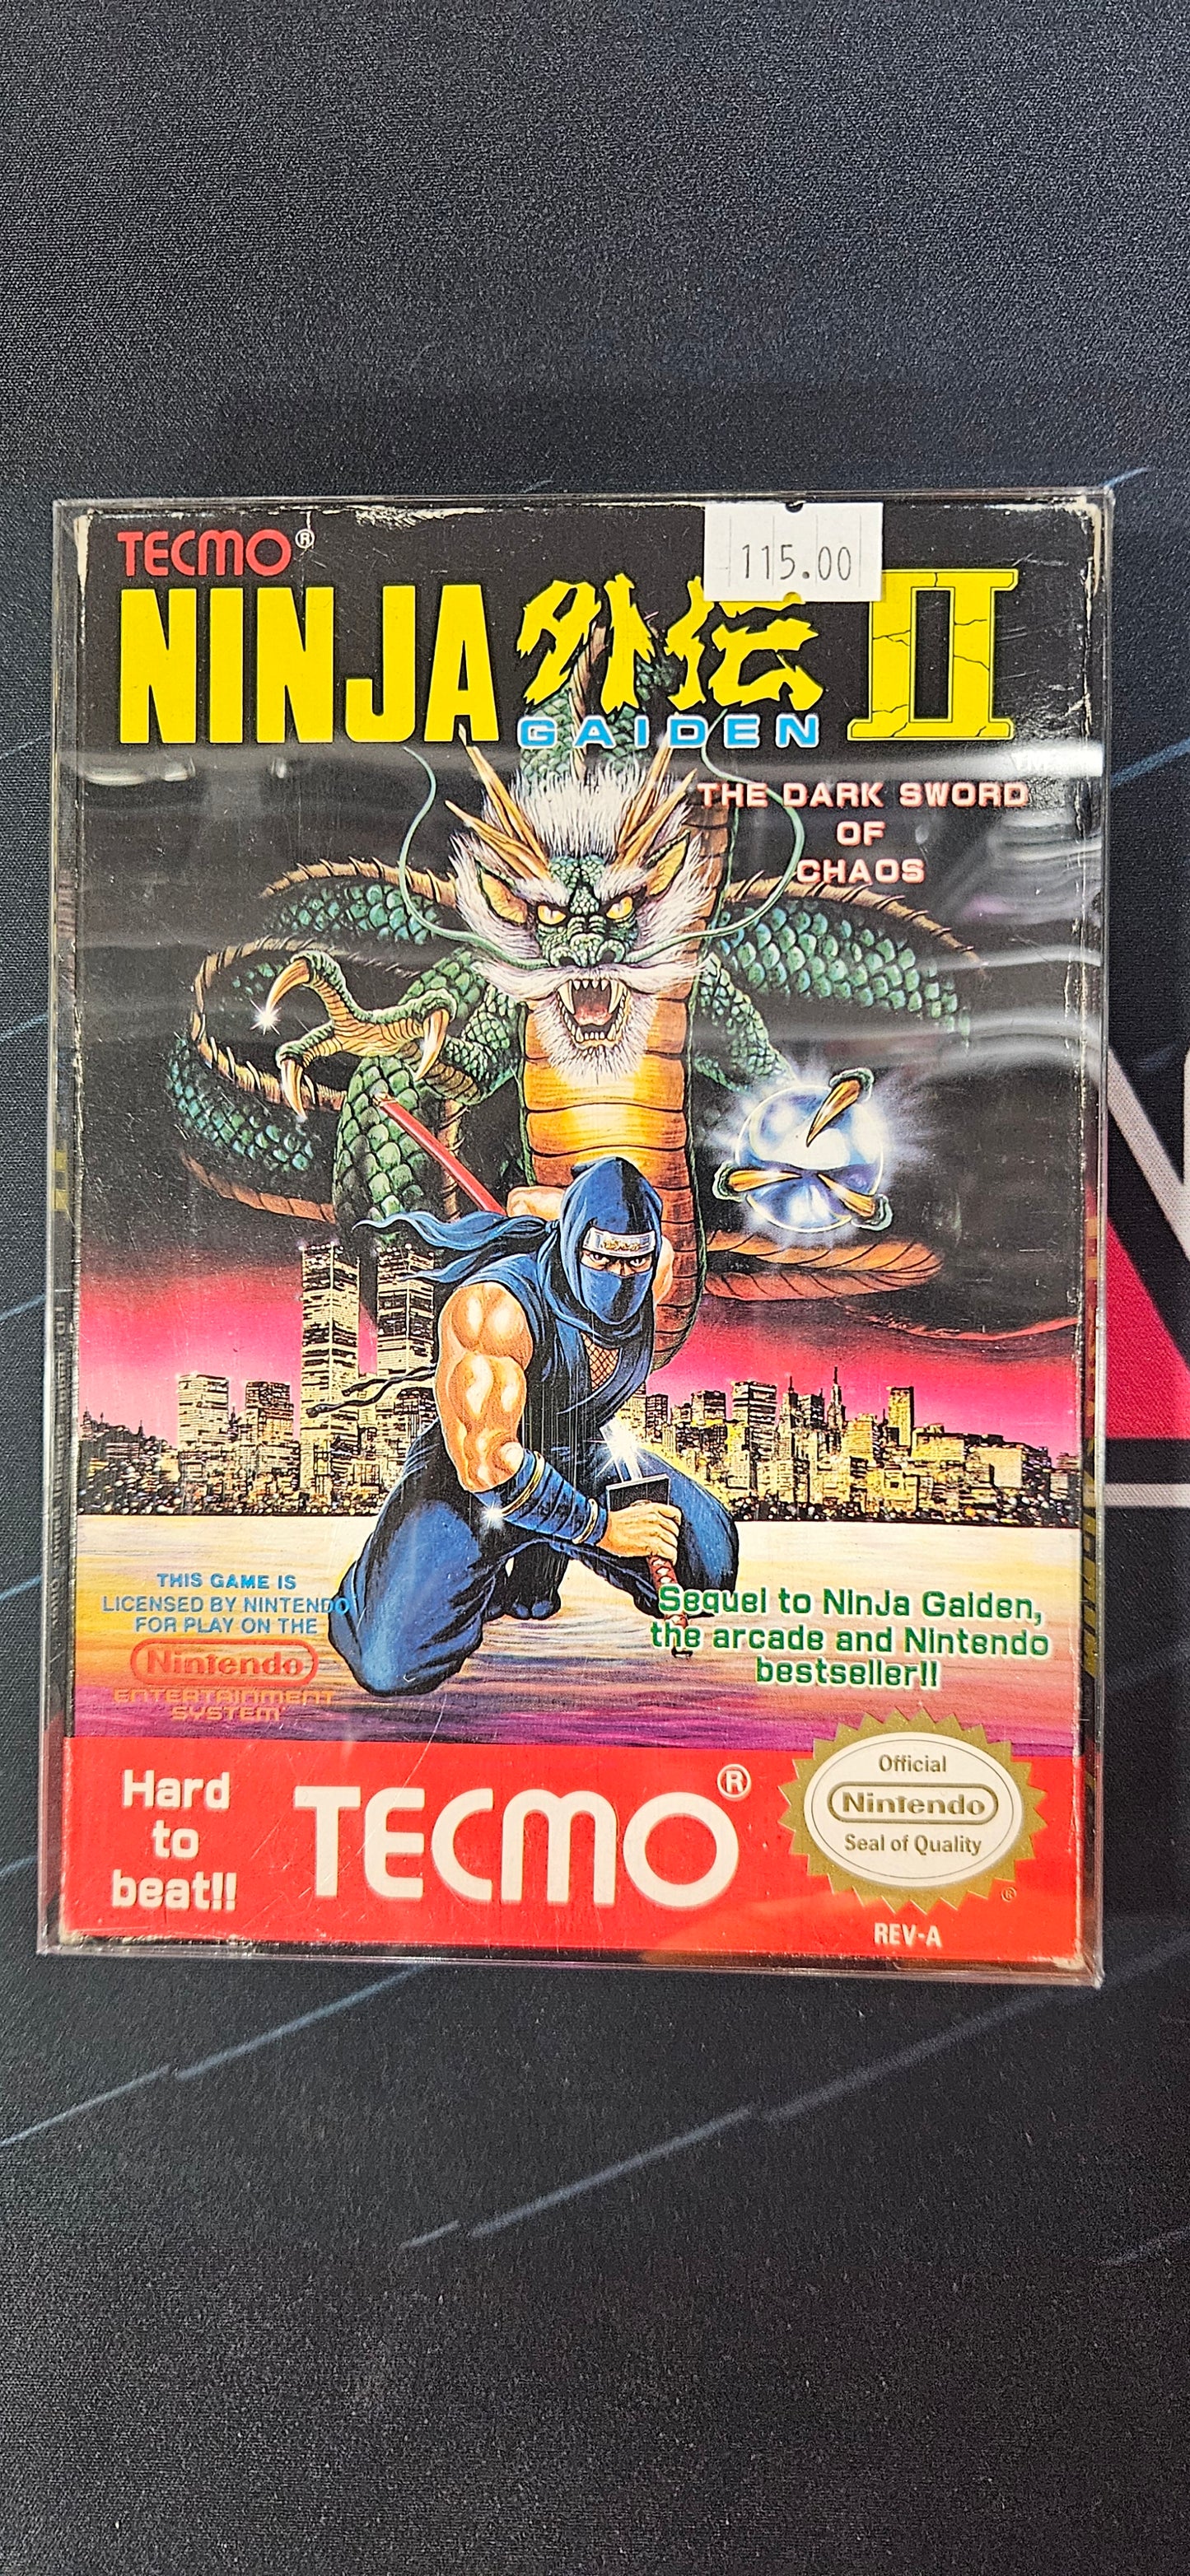 115.00
TECMO®
NINJA 外伝 II
GAIDEN
THE DARK SWORD
OF
CHAOS
THIS GAME IS
LICENSED BY NINTENDO
FOR PLAY ON THE
Nintendo
ENTERTAINMENT
SYSTEM
Sequel to NinJa Gaiden,
the arcade and Nintendo
bestseller!!
Hard
to
beat!!
TECMO®
Official
Nintendo
Seal of Quality
®
REV-A